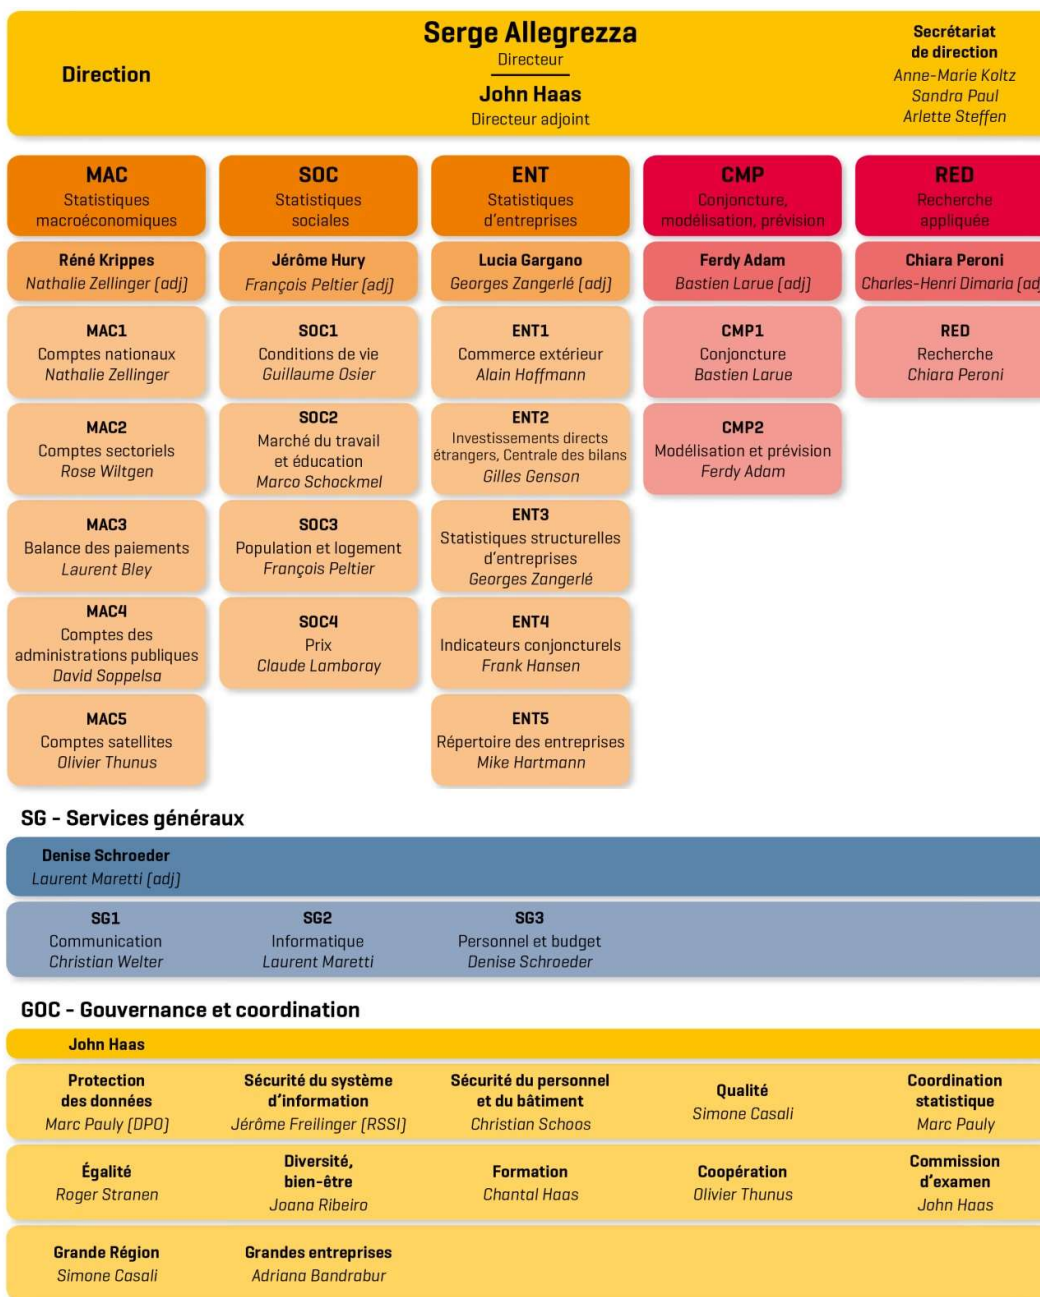 Direction
Serge Allegrezza
Directeur
John Haas
Directeur adjoint
Secrétariat
de direction
Anne-Marie Koltz
Sandra Paul
Arlette Steffen
MAC
Statistiques
macroéconomiques
Réné Krippes
Nathalie Zellinger (adj)
MAC1
Comptes nationaux
Nathalie Zellinger
MAC2
Comptes sectoriels
Rose Wiltgen
MAC3
Balance des paiements
Laurent Bley
MAC4
Comptes des
administrations publiques
David Soppelsa
MAC5
Comptes satellites
Olivier Thunus
SOC
Statistiques
sociales
Jérôme Hury
François Peltier (adj)
SOC1
Conditions de vie
Guillaume Osier
SOC2
Marché du travail
et éducation
Marco Schockmel
SOC3
Population et logement
François Peltier
SOC4
Prix
Claude Lamboray
ENT
Statistiques
d'entreprises
Lucia Gargano
Georges Zangerlé (adj)
ENT1
Commerce extérieur
Alain Hoffmann
ENT2
Investissements directs
étrangers, Centrale des bilans
Gilles Genson
ENT3
Statistiques structurelles
d'entreprises
Georges Zangerlé
ENT4
Indicateurs conjoncturels
Frank Hansen
ENT5
Répertoire des entreprises
Mike Hartmann
CMP
Conjoncture,
modélisation, prévision
Ferdy Adam
Bastien Larue (adj)
CMP1
Conjoncture
Bastien Larue
CMP2
Modélisation et prévision
Ferdy Adam
RED
Recherche
appliquée
Chiara Peroni
Charles-Henri Dimaria (adj
RED
Recherche
Chiara Peroni
SG - Services généraux
Denise Schroeder
Laurent Maretti (adj)
SG1
Communication
Christian Welter
SG2
Informatique
Laurent Maretti
SG3
Personnel et budget
Denise Schroeder
GOC - Gouvernance et coordination
John Haas
Protection
des données
Marc Pauly (DPO)
Sécurité du système
d'information
Jérôme Freilinger (RSSI)
Sécurité du personnel
et du bâtiment
Christian Schoos
Qualité
Simone Casali
Coordination
statistique
Marc Pauly
Égalité
Roger Stranen
Diversité,
bien-être
Joana Ribeiro
Formation
Chantal Haas
Coopération
Olivier Thunus
Commission
d'examen
John Haas
Grande Région
Simone Casali
Grandes entreprises
Adriana Bandrabur